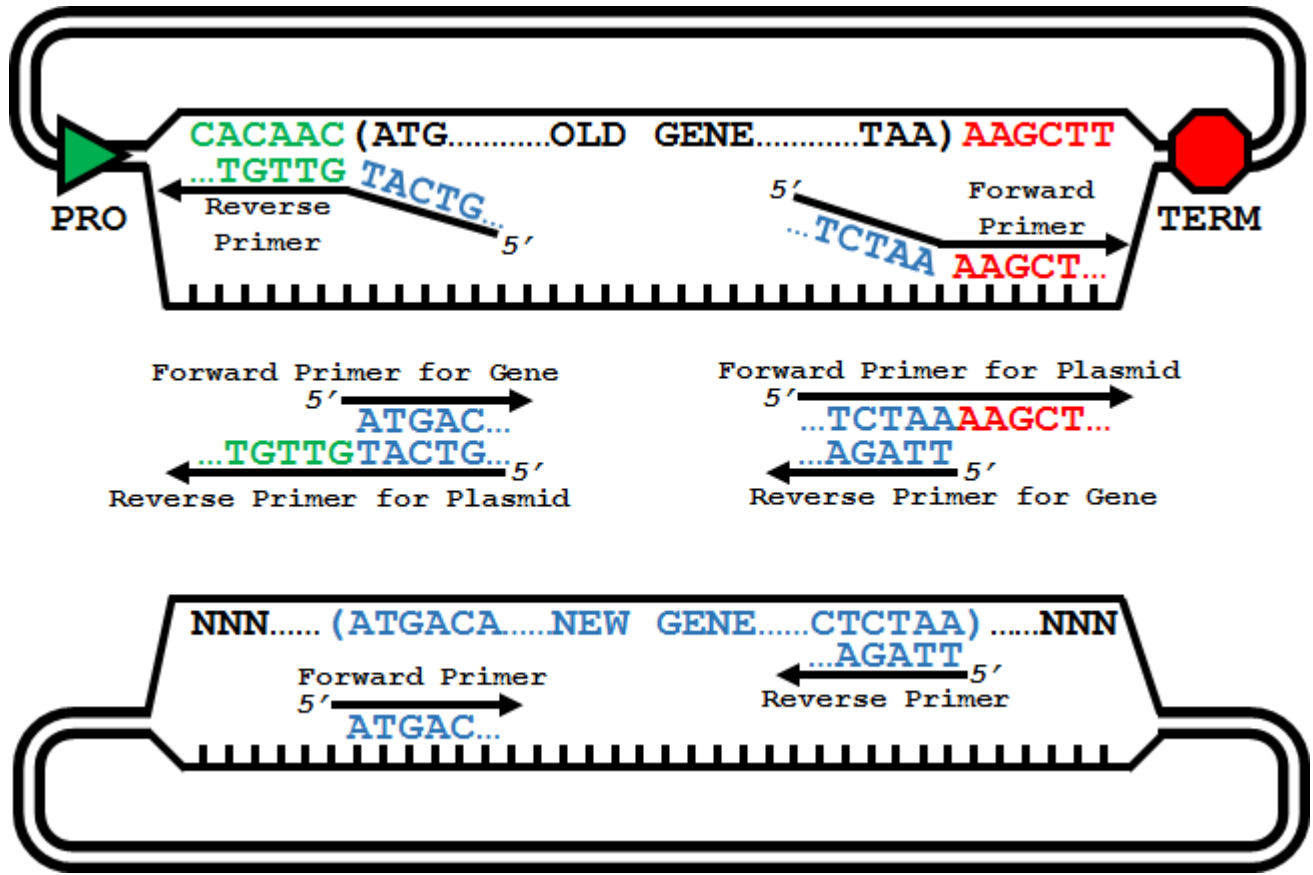 CACAAC(ATG............OLD GENE............TAA)AAGCTT
...TGTTG TACTG...
5′
Reverse Primer
5′
...TCTAA AAGCT...
Forward Primer
PRO
TERM
Forward Primer for Gene
5′
ATGAC...
...TGTTGTACTG...
5′
Reverse Primer for Plasmid
Forward Primer for Plasmid
5′
...TCTAAAAGCT...
...AGATT
5′
Reverse Primer for Gene
NNN...... (ATGACA......NEW GENE......CTCTAA) ......NNN
...AGATT
5′
Reverse Primer
Forward Primer
5′
ATGAC...